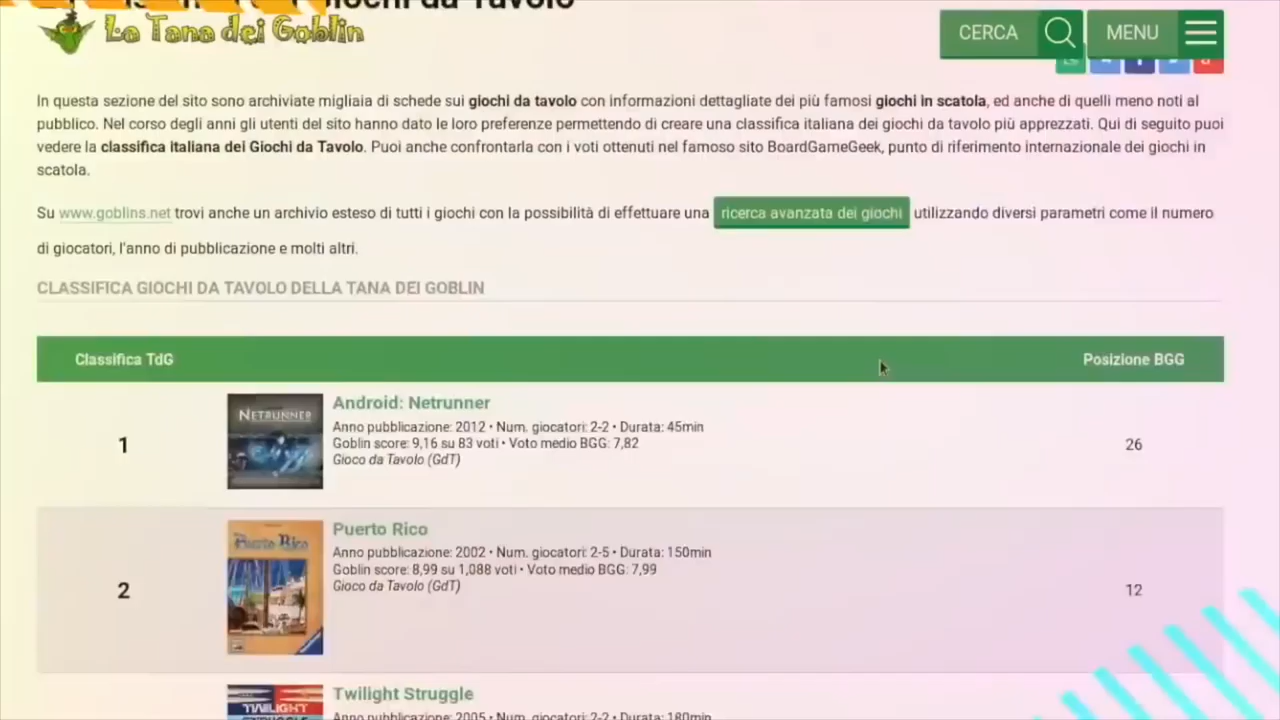 La Tana dei Goblin
CERCA
MENU
In questa sezione del sito sono archiviate migliaia di schede sui giochi da tavolo con informazioni dettagliate dei più famosi giochi in scatola, ed anche di quelli meno noti al
pubblico. Nel corso degli anni gli utenti del sito hanno dato le loro preferenze permettendo di creare una classifica italiana dei giochi da tavolo più apprezzati. Qui di seguito puoi
vedere la classifica italiana dei Giochi da Tavolo. Puoi anche confrontarla con i voti ottenuti nel famoso sito BoardGameGeek, punto di riferimento internazionale dei giochi in
scatola.
Su www.goblins.net trovi anche un archivio esteso di tutti i giochi con la possibilità di effettuare una ricerca avanzata dei giochi utilizzando diversi parametri come il numero
di giocatori, l'anno di pubblicazione e molti altri.
CLASSIFICA GIOCHI DA TAVOLO DELLA TANA DEI GOBLIN
Classifica TdG
Posizione BGG
1
NETRUNNER
Android: Netrunner
Anno pubblicazione: 2012 • Num. giocatori: 2-2 • Durata: 45min
Goblin score: 9,16 su 83 voti • Voto medio BGG: 7,82
Gioco da Tavolo (GdT)
26
2
Puerto Rico
Puerto Rico
Anno pubblicazione: 2002 • Num. giocatori: 2-5 • Durata: 150min
Goblin score: 8,99 su 1,088 voti • Voto medio BGG: 7,99
Gioco da Tavolo (GdT)
12
TWILIGHT
STRUGGLE
Twilight Struggle
Anno pubblicazione: 2005 • Num. giocatori: 2-2 • Durata: 180min